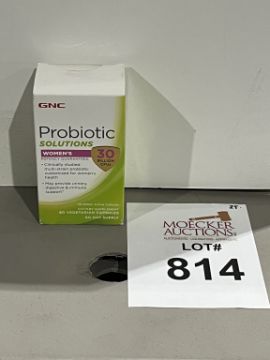 GNC
Probiotic
SOLUTIONS
WOMEN'S
30
BILLION
CFUs
• Clinically studied
multi-strain probiotic
customized for women's
health
• May provide urinary,
digestive & immune
support
60 VEGETARIAN CAPSULES
MOECKER
AUCTIONS
LOT#
814